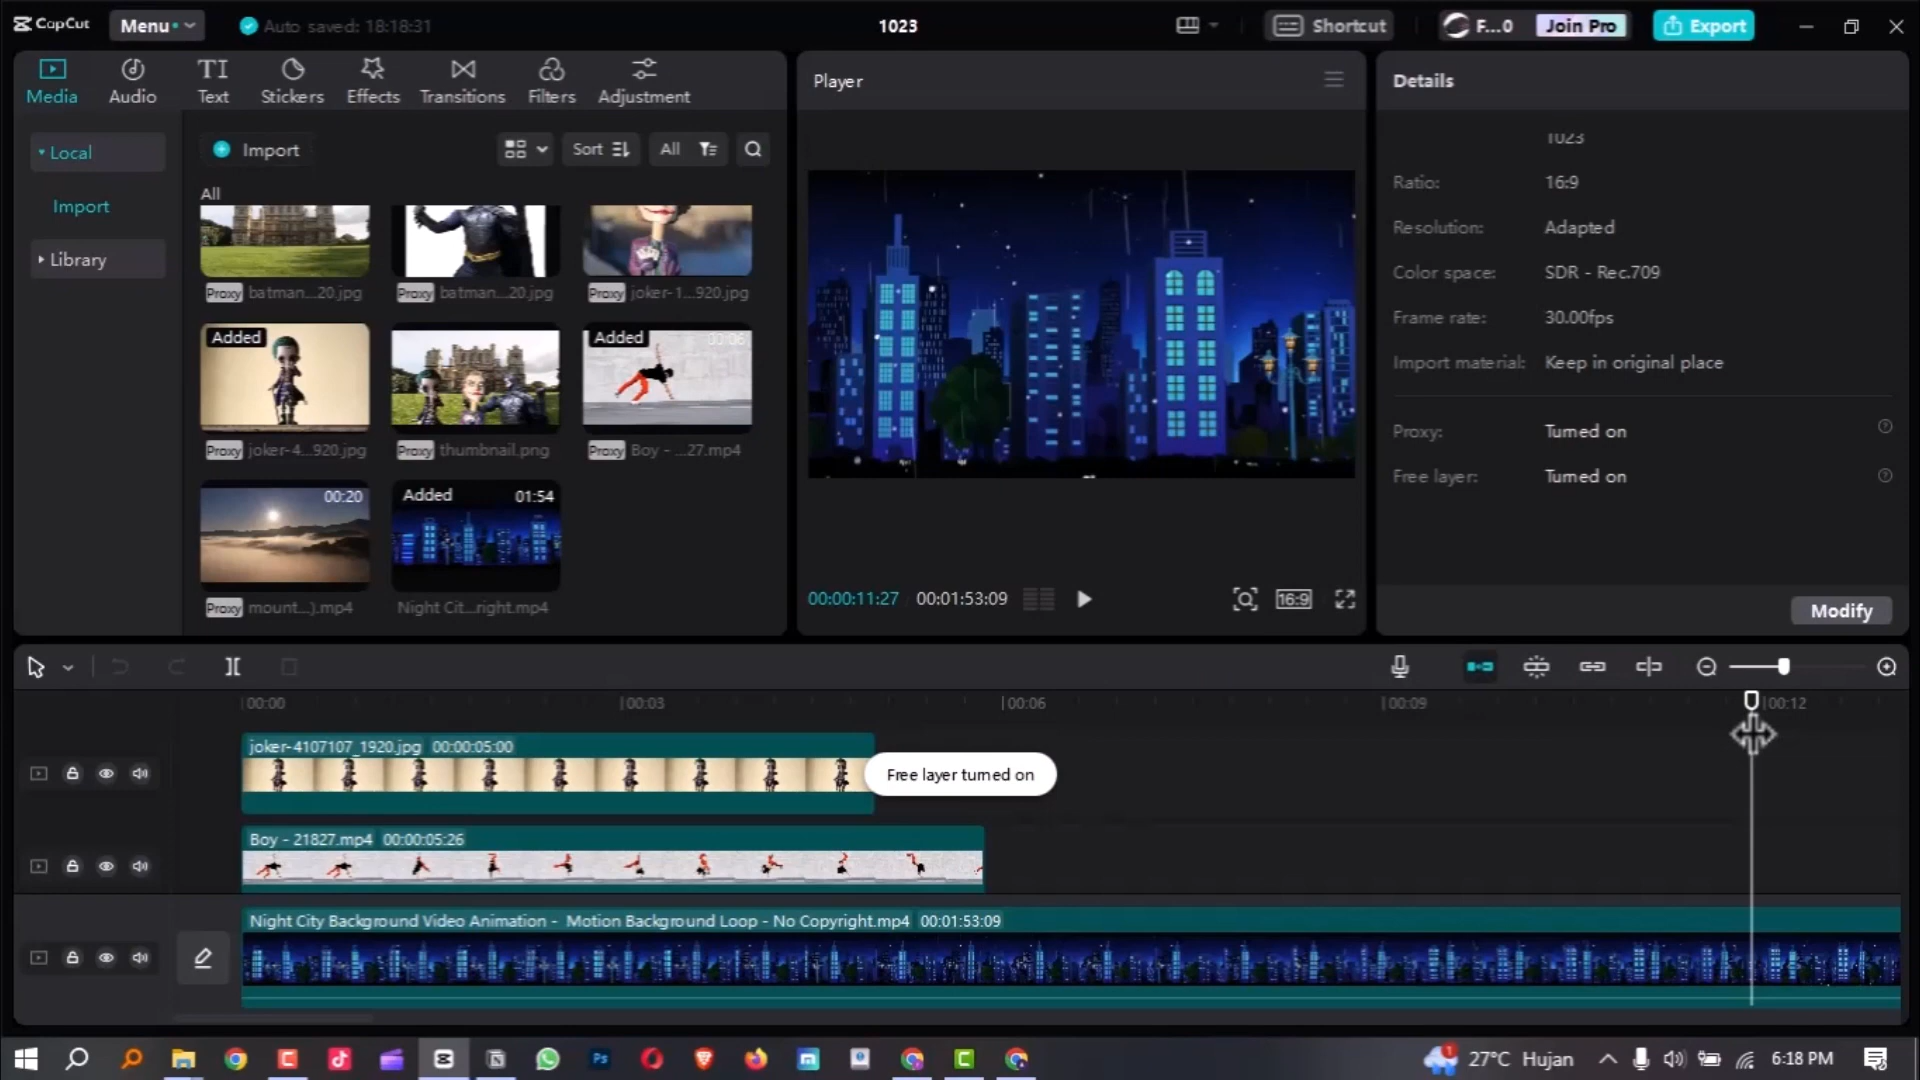 CapCut
Menu
Auto saved: 18:18:31
1023
Shortcut
F...0
Join Pro
Export
Media
Audio
Text
Stickers
Effects
Transitions
Filters
Adjustment
Local
Import
Library
Import
Sort
All
All
Proxy batman...20.jpg
Proxy batman...20.jpg
Proxy joker-1...920.jpg
Added
Added
00:06
Proxy joker-4...920.jpg
Proxy thumbnail.png
Proxy Boy - ...27.mp4
00:20
Added
01:54
Proxy mount...).mp4
Night Cit...right.mp4
Player
00:00:11:27
00:01:53:09
16:9
Details
1023
Ratio: 16:9
Resolution: Adapted
Color space: SDR - Rec.709
Frame rate: 30.00fps
Import material: Keep in original place
Proxy: Turned on
Free layer: Turned on
Modify
00:00
00:03
00:06
00:09
00:12
joker-4107107_1920.jpg 00:00:05:00
Free layer turned on
Boy - 21827.mp4 00:00:05:26
Night City Background Video Animation - Motion Background Loop - No Copyright.mp4 00:01:53:09
Ps
27°C Hujan
6:18 PM